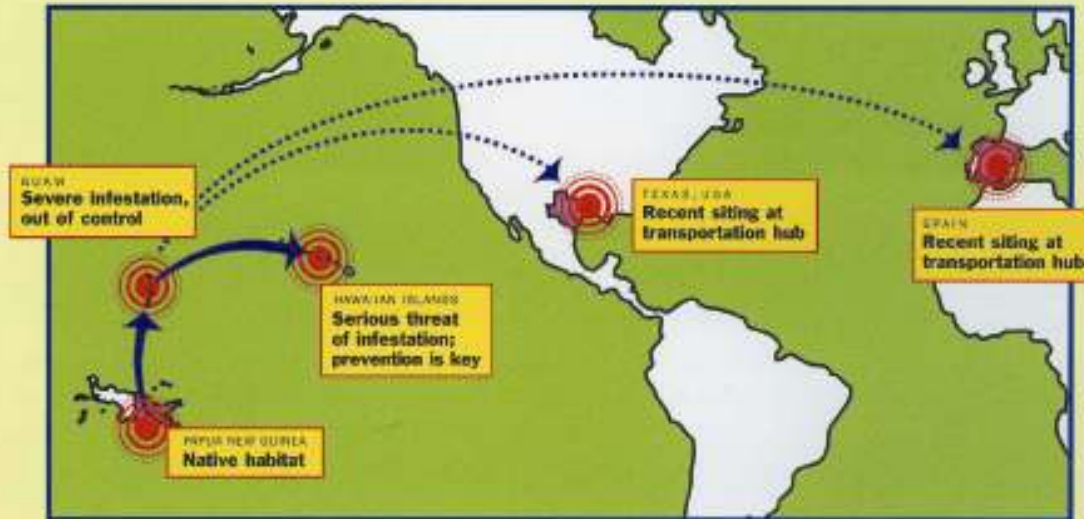 GUAM
Severe infestation,
out of control
TEXAS, USA
Recent siting at
transportation hub
SPAIN
Recent siting at
transportation hub
HAWAIIAN ISLANDS
Serious threat
of infestation;
prevention is key
PAPUA NEW GUINEA
Native habitat